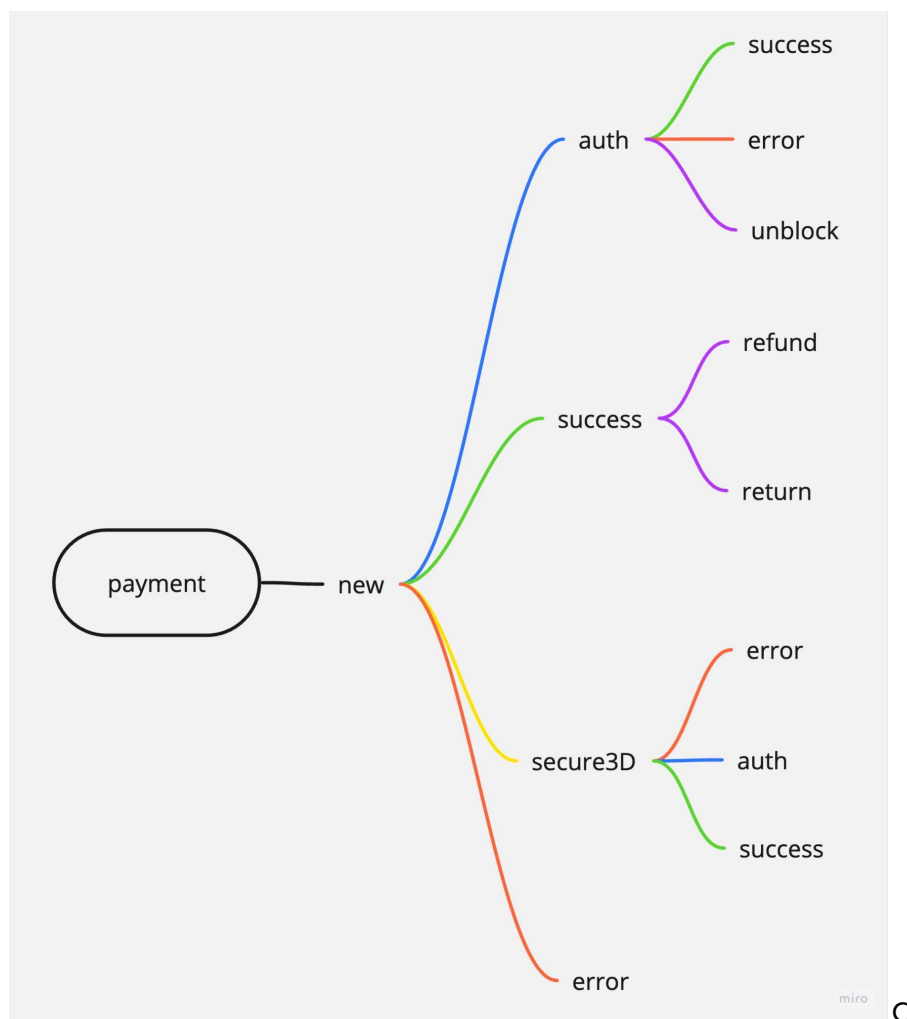 success
auth
error
unblock
refund
success
return
payment
new
error
secure3D
auth
success
error
miro